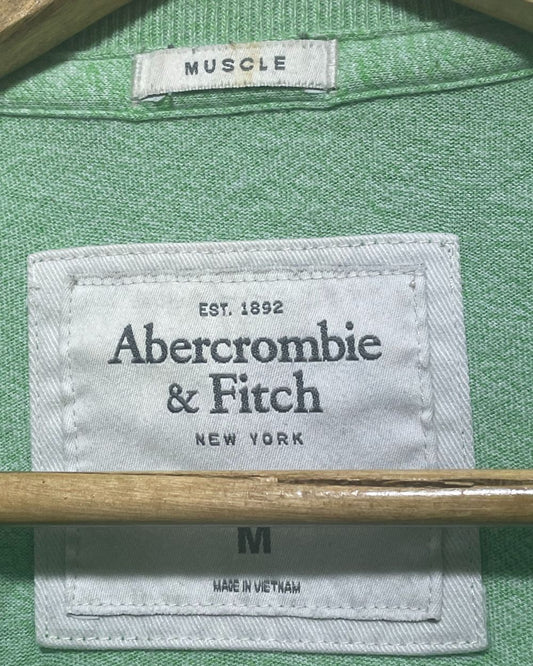 MUSCLE
EST. 1892
Abercrombie
& Fitch
NEW YORK
M
MADE IN VIETNAM